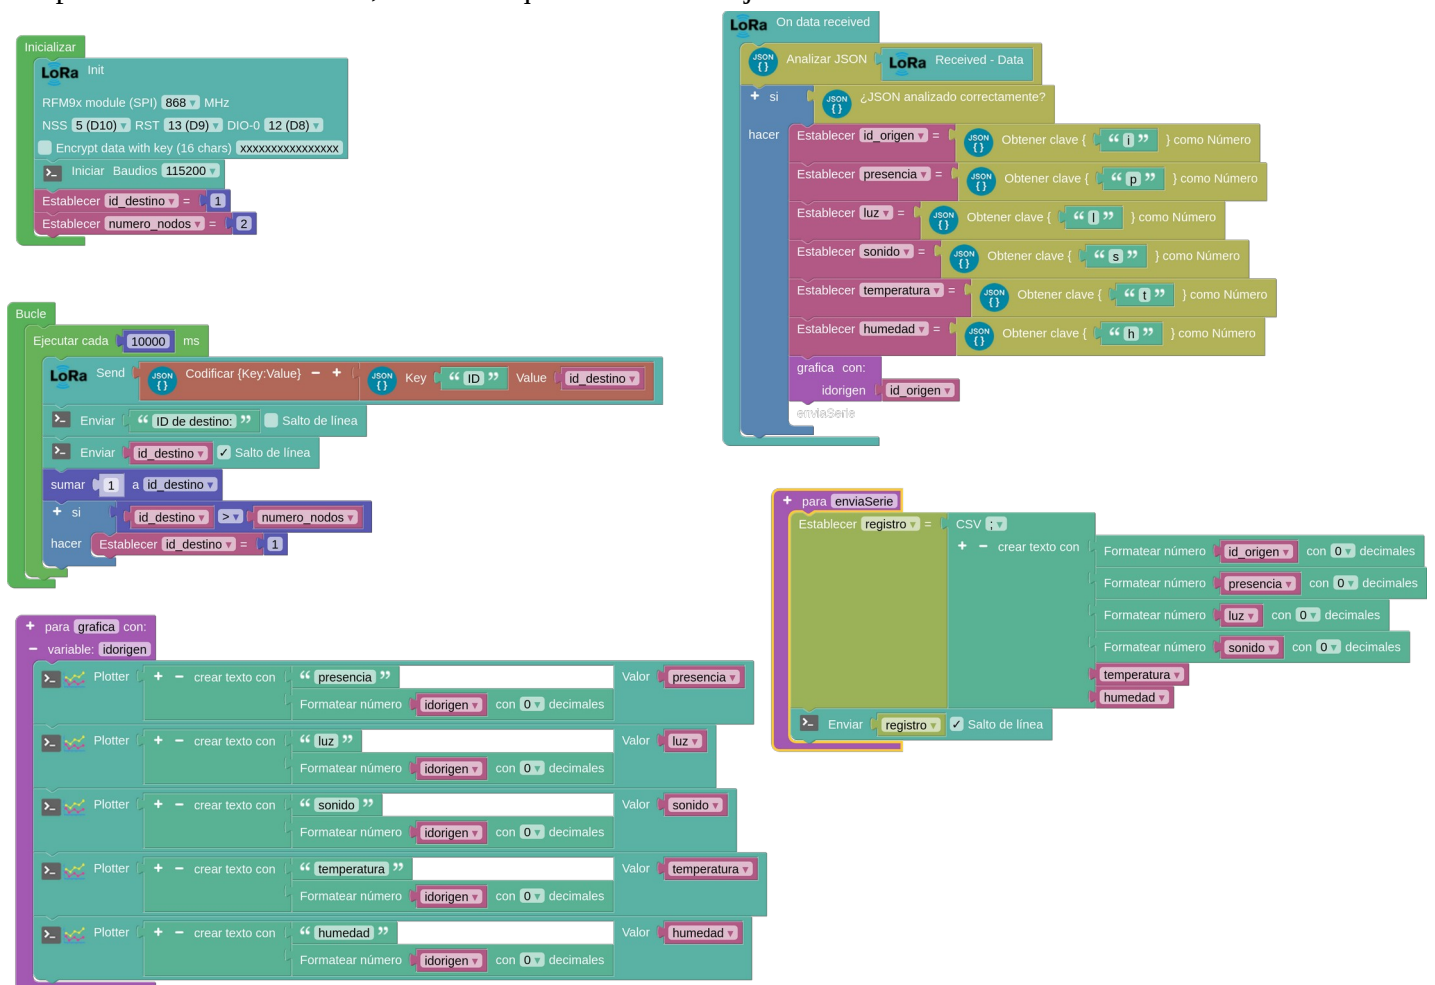 LoRa Init
Inicializar
RFM9x module (SPI) 868 MHz
NSS 5 (D10) RST 13 (D9) DIO-0 12 (D8)
Encrypt data with key (16 chars) xxxxxxxxxxxxxxxx
Iniciar Baudios 115200
Establecer id_destino = 1
Establecer numero_nodos = 2
Bucle
Ejecutar cada 10000 ms
LoRa Send JSON { } Codificar {Key:Value} - + JSON { } Key “ ID ” Value id_destino
Enviar “ ID de destino: ” Salto de línea
Enviar id_destino ✓ Salto de línea
sumar 1 a id_destino
+ si id_destino > numero_nodos
hacer Establecer id_destino = 1
+ para grafica con:
- variable: idorigen
Plotter + - crear texto con “ presencia ” Valor presencia
Formatear número idorigen con 0 decimales
Plotter + - crear texto con “ luz ” Valor luz
Formatear número idorigen con 0 decimales
Plotter + - crear texto con “ sonido ” Valor sonido
Formatear número idorigen con 0 decimales
Plotter + - crear texto con “ temperatura ” Valor temperatura
Formatear número idorigen con 0 decimales
Plotter + - crear texto con “ humedad ” Valor humedad
Formatear número idorigen con 0 decimales
LoRa On data received
JSON { } Analizar JSON LoRa Received - Data
+ si JSON { } ¿JSON analizado correctamente?
hacer Establecer id_origen = JSON { } Obtener clave { “ i ” } como Número
Establecer presencia = JSON { } Obtener clave { “ p ” } como Número
Establecer luz = JSON { } Obtener clave { “ l ” } como Número
Establecer sonido = JSON { } Obtener clave { “ s ” } como Número
Establecer temperatura = JSON { } Obtener clave { “ t ” } como Número
Establecer humedad = JSON { } Obtener clave { “ h ” } como Número
grafica con:
idorigen id_origen
enviaSerie
+ para enviaSerie
Establecer registro = CSV ;
+ - crear texto con Formatear número id_origen con 0 decimales
Formatear número presencia con 0 decimales
Formatear número luz con 0 decimales
Formatear número sonido con 0 decimales
temperatura
humedad
Enviar registro ✓ Salto de línea